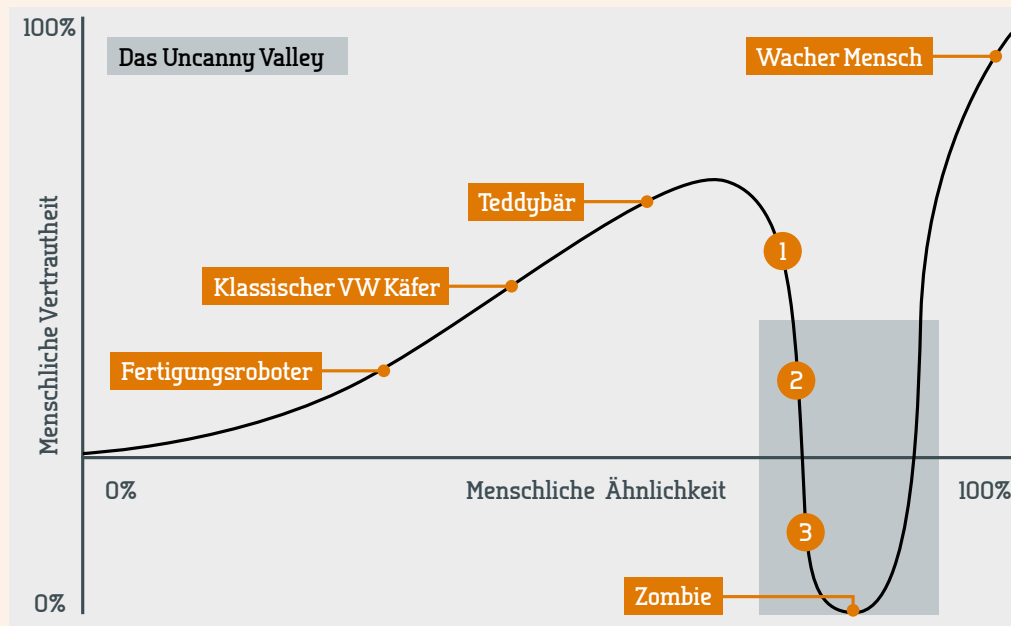 100%
Das Uncanny Valley
Wacher Mensch
Teddybär
1
Klassischer VW Käfer
Fertigungsroboter
2
Menschliche Vertrautheit
0%
Menschliche Ähnlichkeit
100%
3
Zombie
0%